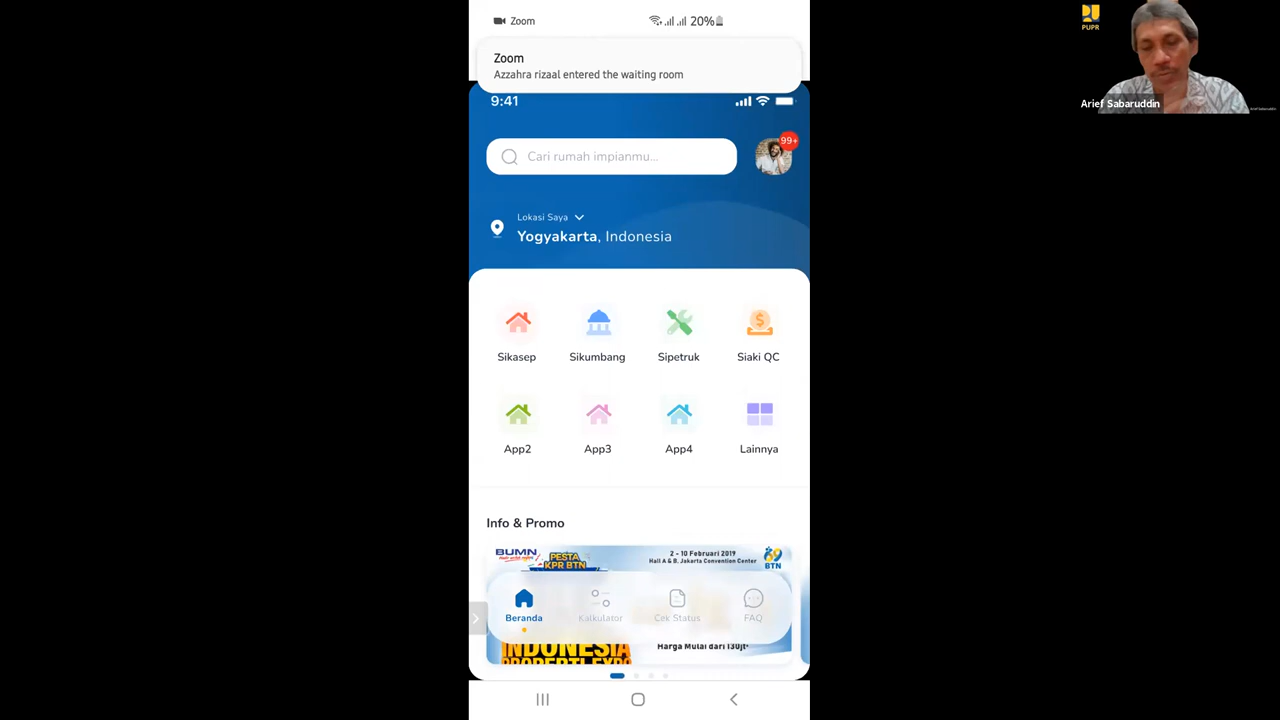 Zoom
20%
Zoom
Azzahra rizaal entered the waiting room
9:41
Cari rumah impianmu...
99+
Lokasi Saya
Yogyakarta, Indonesia
Sikasep
Sikumbang
Sipetruk
Siaki QC
App2
App3
App4
Lainnya
Info & Promo
BUMN
PESTA
KPR BTN
2 - 10 Februari 2019
Hall A & B, Jakarta Convention Center
69
BTN
Beranda
Kalkulator
Cek Status
FAQ
INDONESIA
PROPERTI EXPO
Harga Mulai dari 130jt*
PUPR
Arief Sabaruddin
Arief Sabaruddin